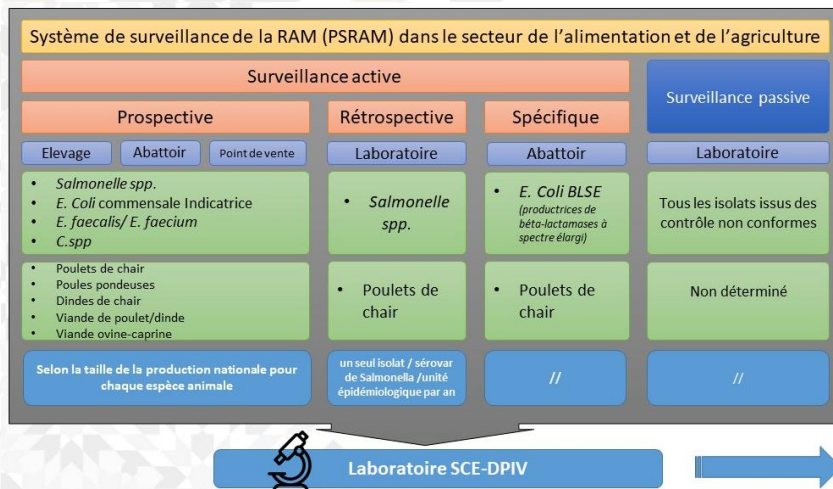 Système de surveillance de la RAM (PSRAM) dans le secteur de l'alimentation et de l'agriculture
Surveillance active
Surveillance passive
Prospective
Rétrospective
Spécifique
Elevage
Abattoir
Point de vente
Laboratoire
Abattoir
Laboratoire
• Salmonelle spp.
• E. Coli commensale Indicatrice
• E. faecalis/ E. faecium
• C.spp
• Salmonelle
spp.
• E. Coli BLSE
(productrices de
béta-lactamases à
spectre élargi)
Tous les isolats issus des
contrôle non conformes
• Poulets de chair
• Poules pondeuses
• Dindes de chair
• Viande de poulet/dinde
• Viande ovine-caprine
• Poulets de
chair
• Poulets de
chair
Non déterminé
Selon la taille de la production nationale pour
chaque espèce animale
un seul isolat / sérovar
de Salmonella /unité
épidémiologique par an
//
//
Laboratoire SCE-DPIV